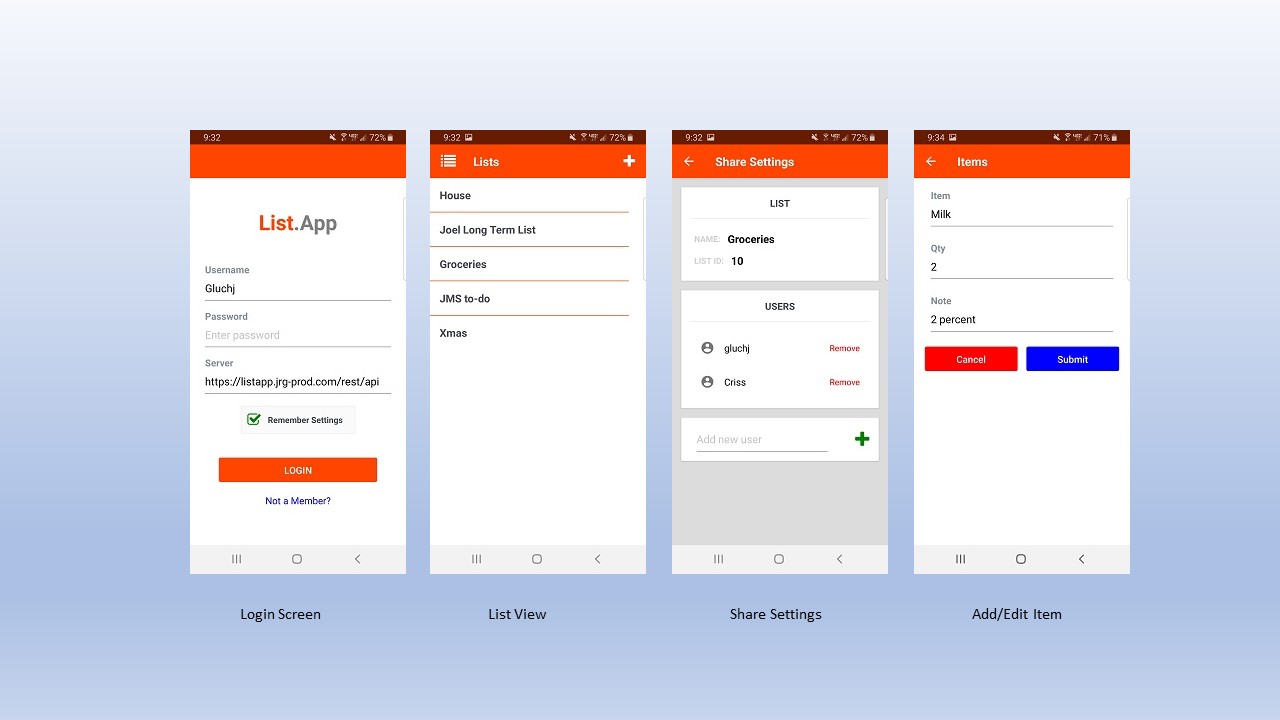 9:32
72%
List.App
Username
Gluchj
Password
Enter password
Server
https://listapp.jrg-prod.com/rest/api
Remember Settings
LOGIN
Not a Member?
Login Screen
9:32
72%
Lists
House
Joel Long Term List
Groceries
JMS to-do
Xmas
List View
9:32
72%
Share Settings
LIST
NAME: Groceries
LIST ID: 10
USERS
gluchj Remove
Criss Remove
Add new user
Share Settings
9:34
71%
Items
Item
Milk
Qty
2
Note
2 percent
Cancel Submit
Add/Edit Item